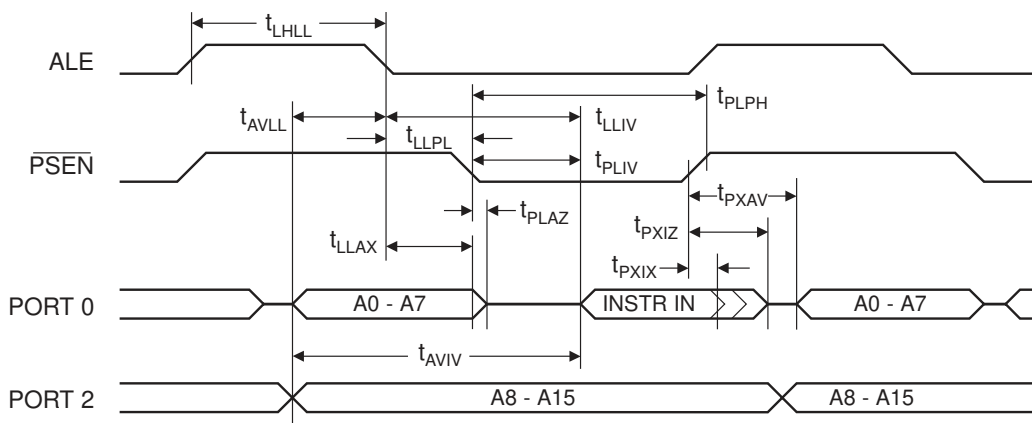 tLHLL
ALE
tPLPH
tAVLL
tLLIV
tLLPL
PSEN
tPLIV
tPXAV
tPLAZ
tLLAX
tPXIZ
tPXIX
PORT 0
A0 - A7
INSTR IN
A0 - A7
tAVIV
PORT 2
A8 - A15
A8 - A15